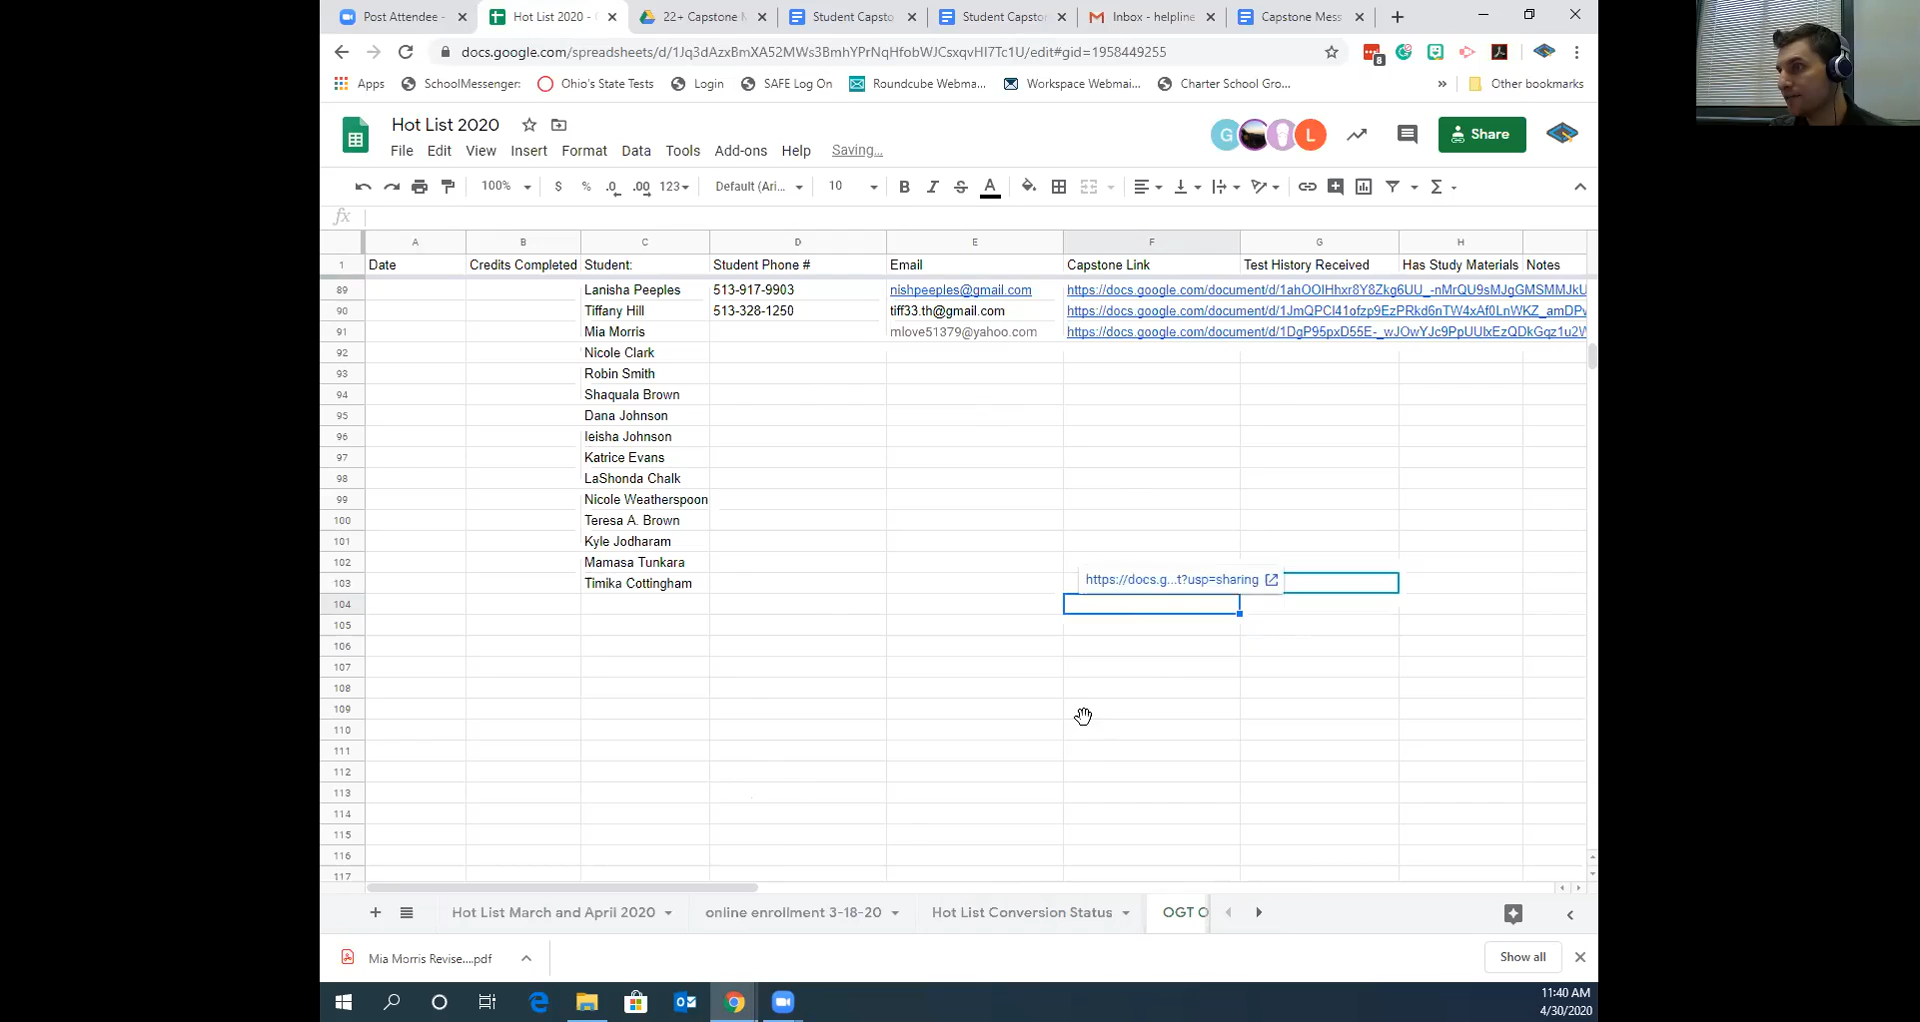 Post Attendee -
Hot List 2020 -
22+ Capstone
Student Capsto
Student Capsto
Inbox - helpline
Capstone Mess
docs.google.com/spreadsheets/d/1Jq3dAzxBmXA52MWs3BmhYPrNqHfobWJCsxqvHI7Tc1U/edit#gid=1958449255
8
Apps SchoolMessenger: Ohio's State Tests Login SAFE Log On Roundcube Webma... Workspace Webmai... Charter School Gro... » Other bookmarks
Hot List 2020
G L Share
File Edit View Insert Format Data Tools Add-ons Help Saving...
100% $ % .0 .00 123 Default (Ari... 10 B I S A Σ
fx
A B C D E F G H
1 Date Credits Completed Student: Student Phone # Email Capstone Link Test History Received Has Study Materials Notes
89 Lanisha Peeples 513-917-9903 nishpeeples@gmail.com https://docs.google.com/document/d/1ahOOIHhxr8Y8Zkg6UU_-nMrQU9sMJgGMSMMJkU
90 Tiffany Hill 513-328-1250 tiff33.th@gmail.com https://docs.google.com/document/d/1JmQPCl41ofzp9EzPRkd6nTW4xAf0LnWKZ_amDPv
91 Mia Morris mlove51379@yahoo.com https://docs.google.com/document/d/1DgP95pxD55E-_wJOwYJc9PpUUlxEzQDkGqz1u2W
92 Nicole Clark
93 Robin Smith
94 Shaquala Brown
95 Dana Johnson
96 Ieisha Johnson
97 Katrice Evans
98 LaShonda Chalk
99 Nicole Weatherspoon
100 Teresa A. Brown
101 Kyle Jodharam
102 Mamasa Tunkara
103 Timika Cottingham https://docs.g...t?usp=sharing
104
105
106
107
108
109
110
111
112
113
114
115
116
117
+ Hot List March and April 2020 online enrollment 3-18-20 Hot List Conversion Status OGT O
Mia Morris Revise....pdf Show all
11:40 AM
4/30/2020